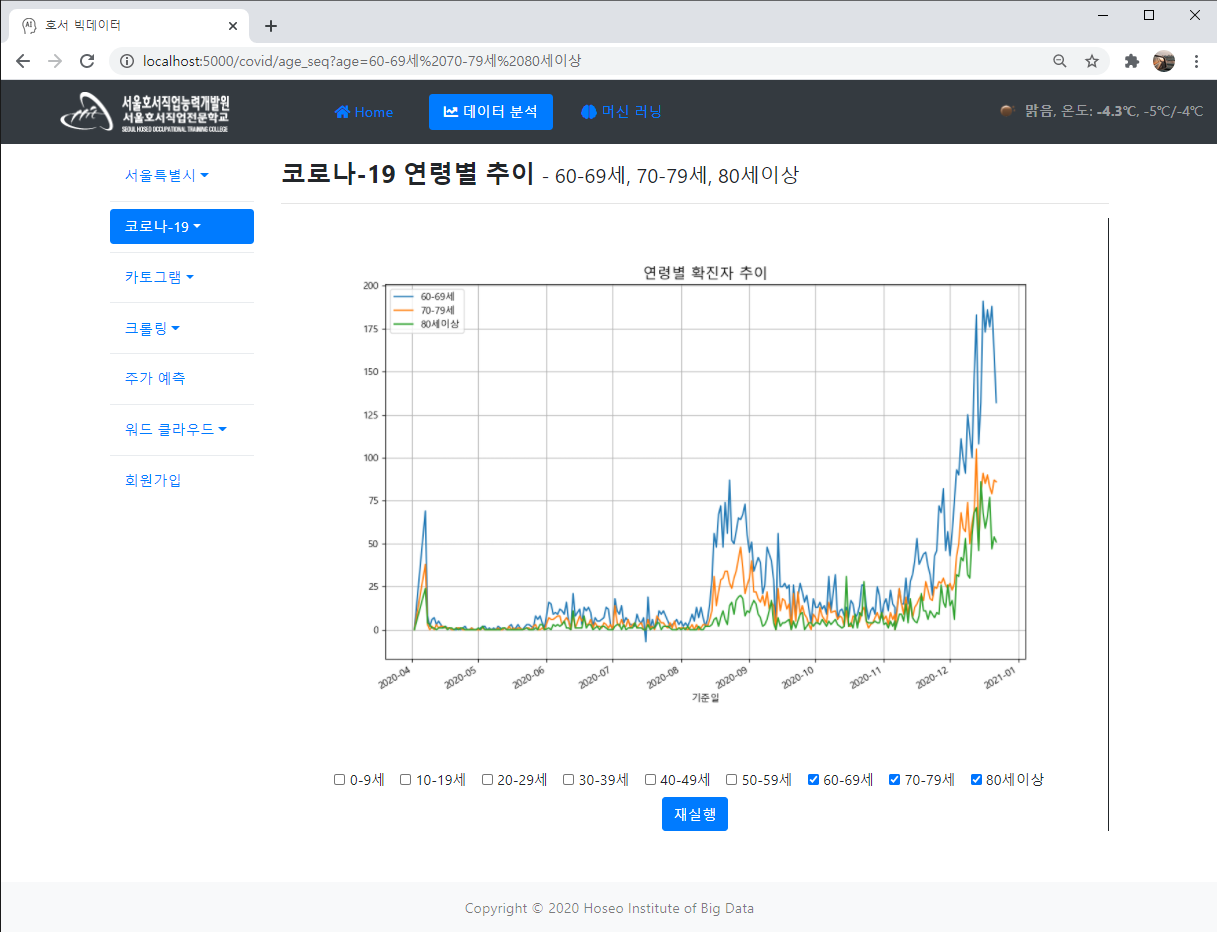 호서 빅데이터
localhost:5000/covid/age_seq?age=60-69세%2070-79세%2080세이상
서울호서직업능력개발원
서울호서직업전문학교
SEOUL HOSEO OCCUPATIONAL TRAINING COLLEGE
Home 데이터 분석 머신 러닝
맑음, 온도: -4.3℃, -5℃/-4℃
서울특별시
코로나-19
카토그램
크롤링
주가 예측
워드 클라우드
회원가입
코로나-19 연령별 추이 - 60-69세, 70-79세, 80세이상
연령별 확진자 추이
60-69세
70-79세
80세이상
200
175
150
125
100
75
50
25
0
2020-04 2020-05 2020-06 2020-07 2020-08 2020-09 2020-10 2020-11 2020-12 2021-01
기준일
0-9세 10-19세 20-29세 30-39세 40-49세 50-59세 60-69세 70-79세 80세이상
재실행
Copyright © 2020 Hoseo Institute of Big Data